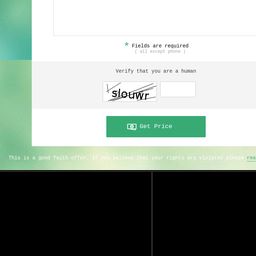 * Fields are required
( all except phone )
Verify that you are a human
slouwr
Get Price
This is a good faith offer. If you believe that your rights are violated please